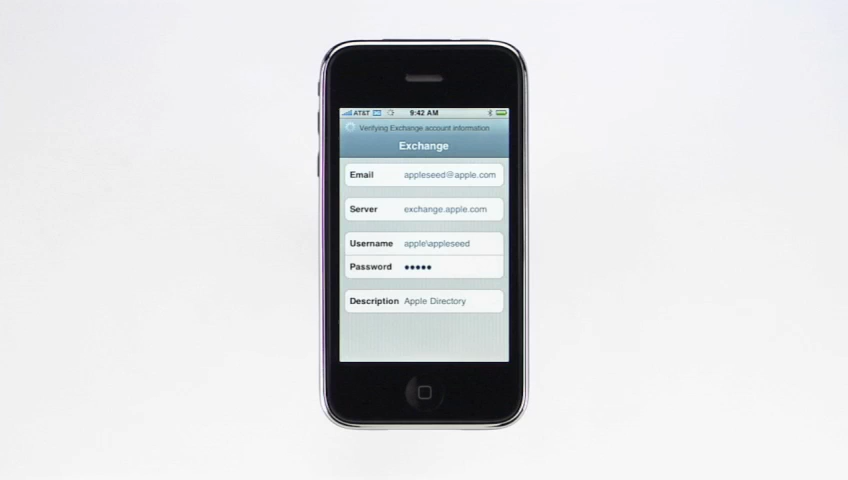 AT&T 3G 9:42 AM
Verifying Exchange account information
Exchange
Email appleseed@apple.com
Server exchange.apple.com
Username apple\appleseed
Password •••••
Description Apple Directory